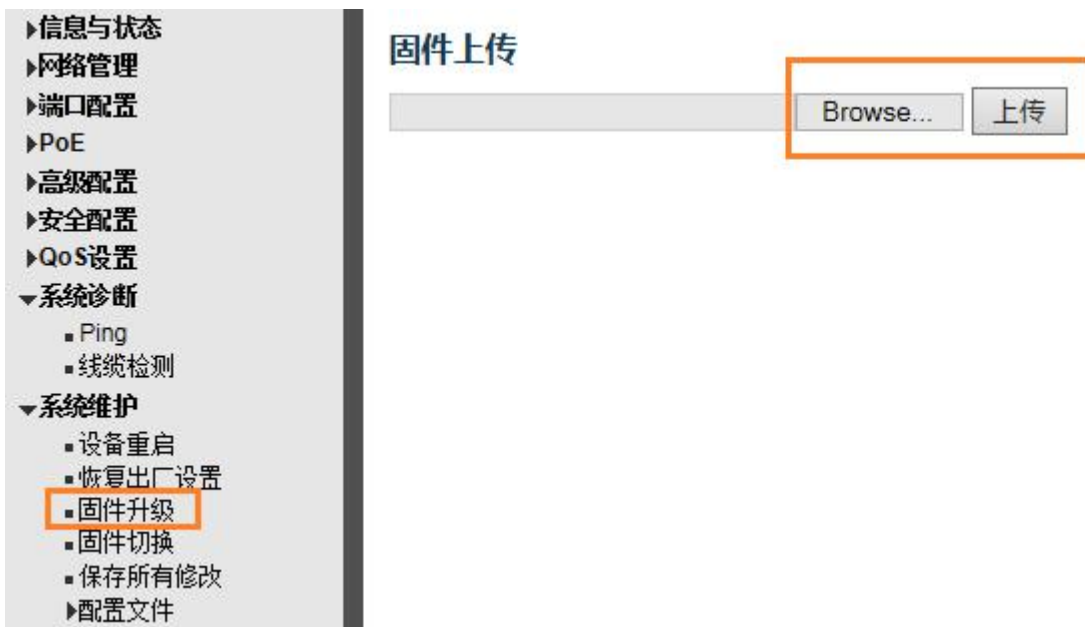 信息与状态
网络管理
端口配置
PoE
高级配置
安全配置
QoS设置
系统诊断
Ping
线缆检测
系统维护
设备重启
恢复出厂设置
固件升级
固件切换
保存所有修改
配置文件
固件上传
Browse... 上传